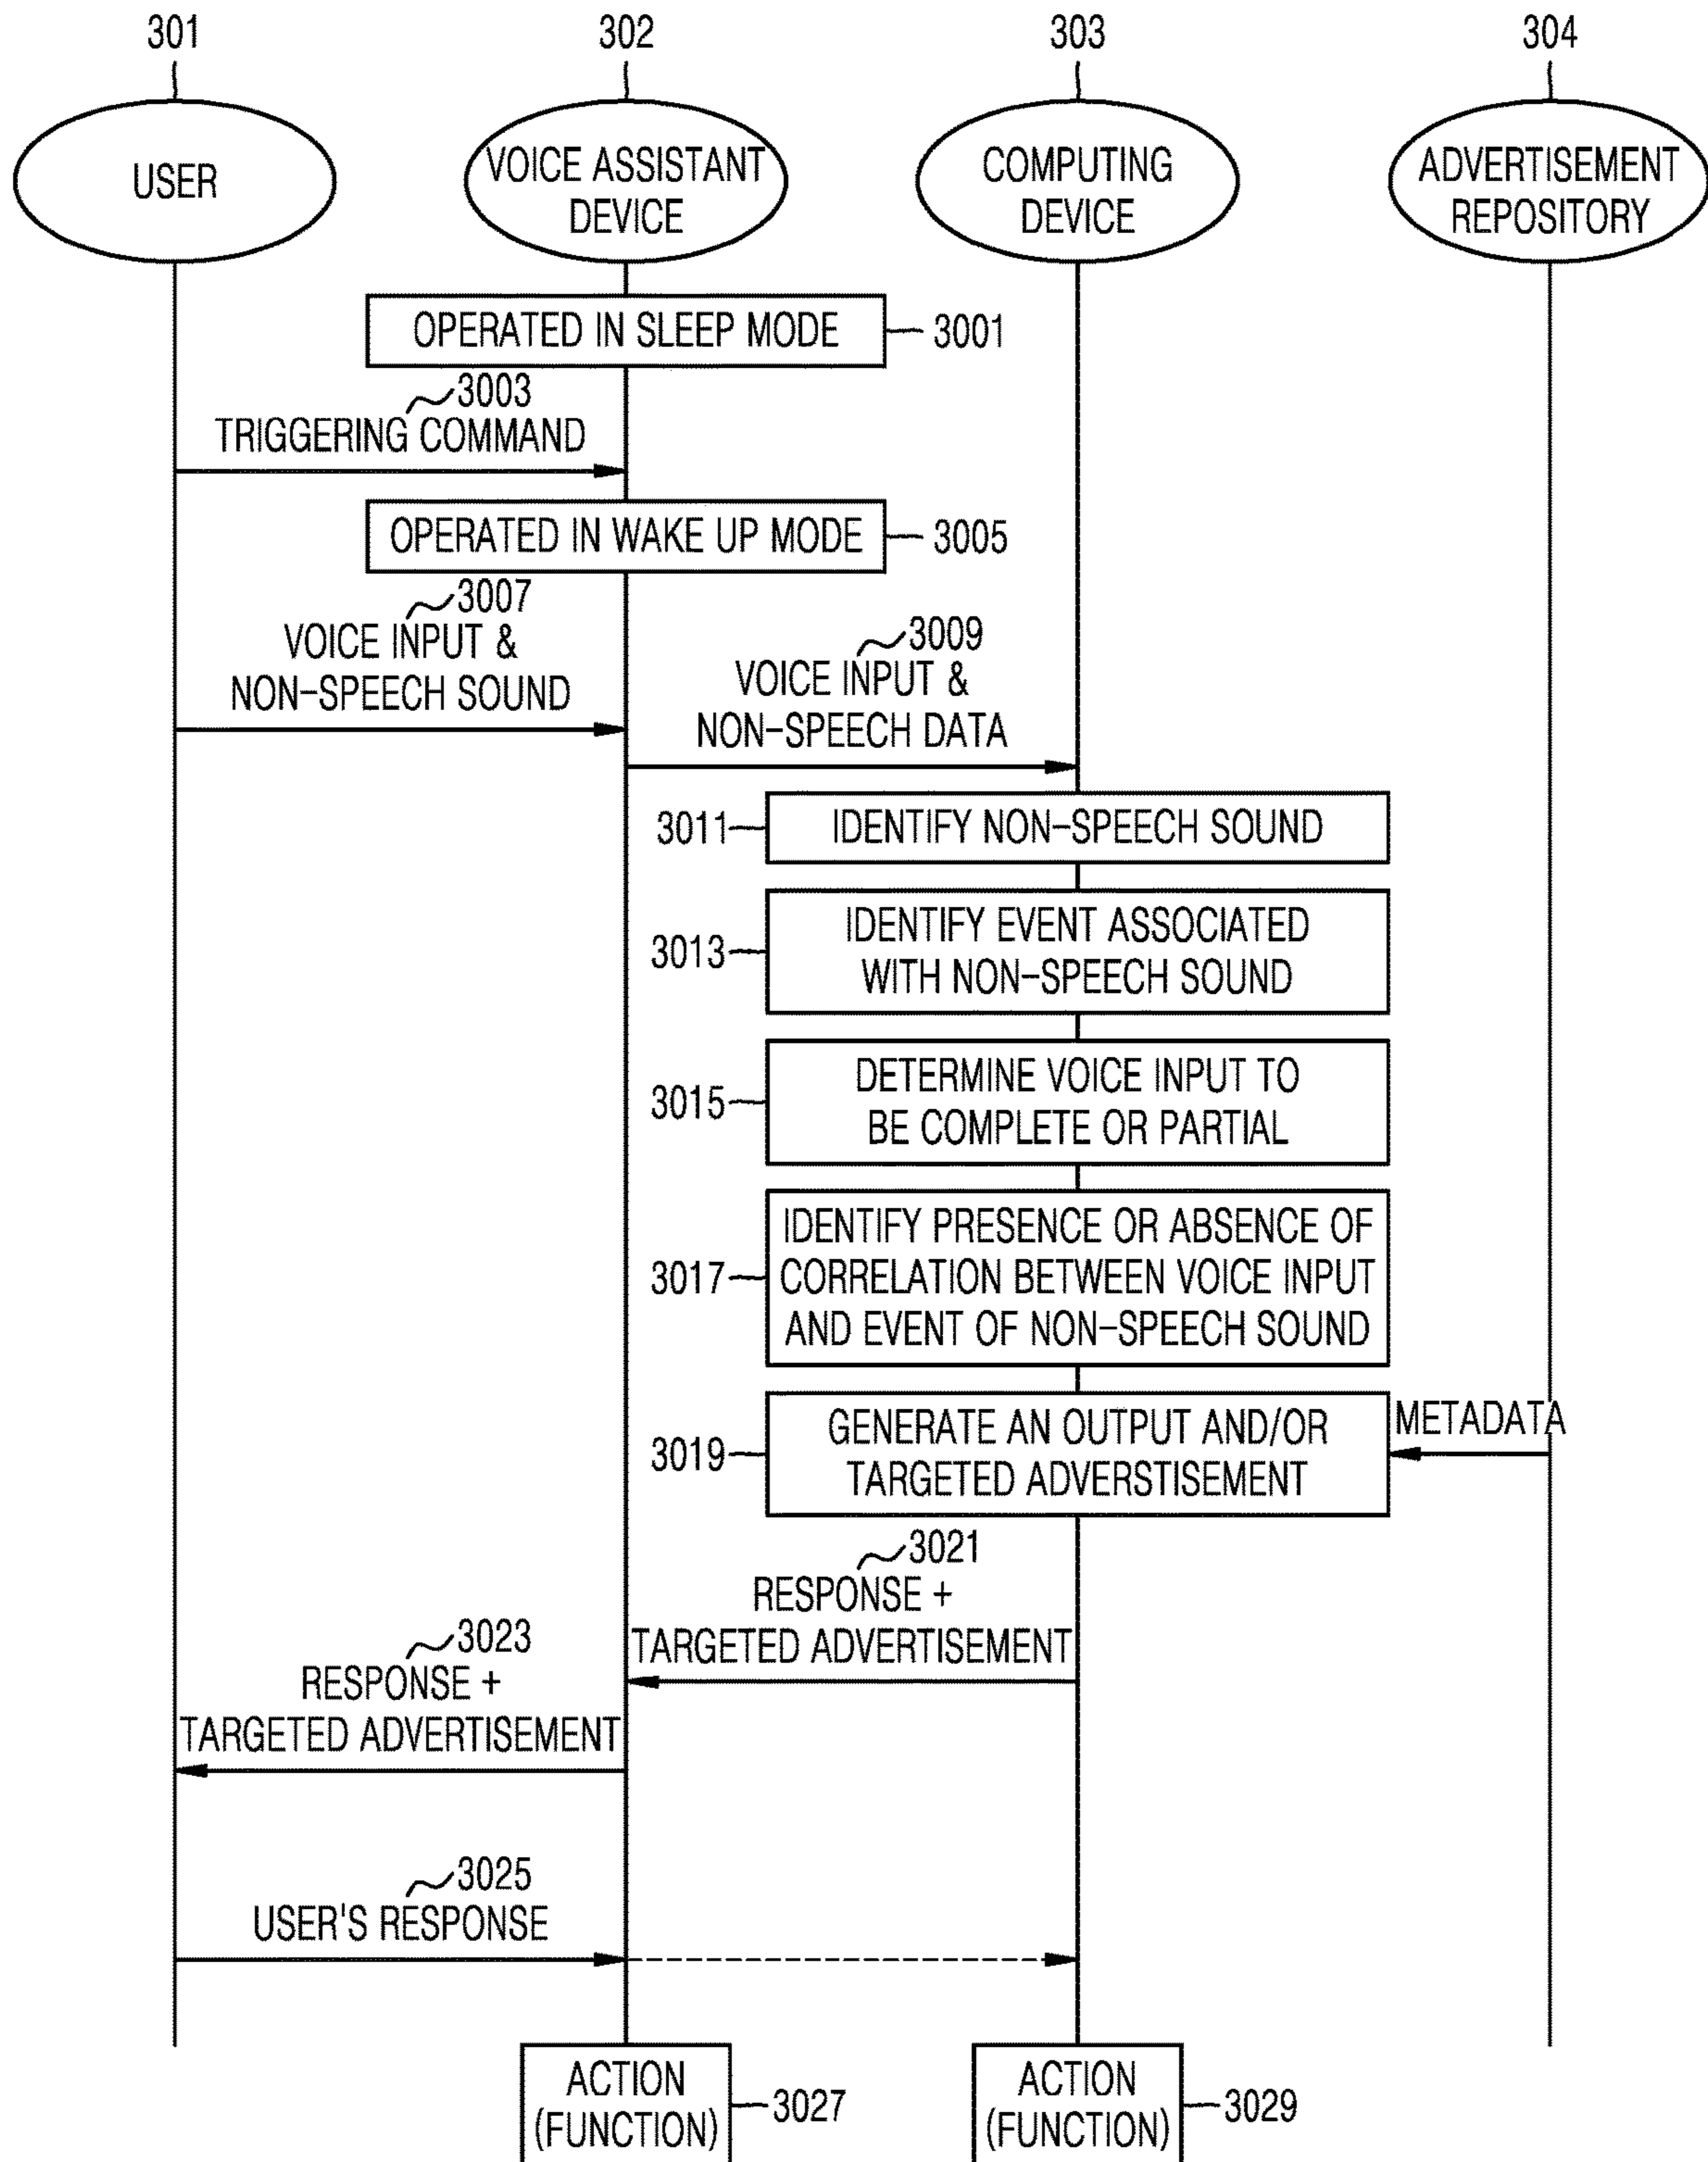 301
302
303
304
USER
VOICE ASSISTANT
DEVICE
COMPUTING
DEVICE
ADVERTISEMENT
REPOSITORY
OPERATED IN SLEEP MODE
3001
3003
TRIGGERING COMMAND
OPERATED IN WAKE UP MODE
3005
3007
VOICE INPUT &
NON-SPEECH SOUND
3009
VOICE INPUT &
NON-SPEECH DATA
3011
IDENTIFY NON-SPEECH SOUND
3013
IDENTIFY EVENT ASSOCIATED
WITH NON-SPEECH SOUND
3015
DETERMINE VOICE INPUT TO
BE COMPLETE OR PARTIAL
3017
IDENTIFY PRESENCE OR ABSENCE OF
CORRELATION BETWEEN VOICE INPUT
AND EVENT OF NON-SPEECH SOUND
3019
GENERATE AN OUTPUT AND/OR
TARGETED ADVERSTISEMENT
METADATA
3021
RESPONSE +
TARGETED ADVERTISEMENT
3023
RESPONSE +
TARGETED ADVERTISEMENT
3025
USER'S RESPONSE
ACTION
(FUNCTION)
3027
ACTION
(FUNCTION)
3029